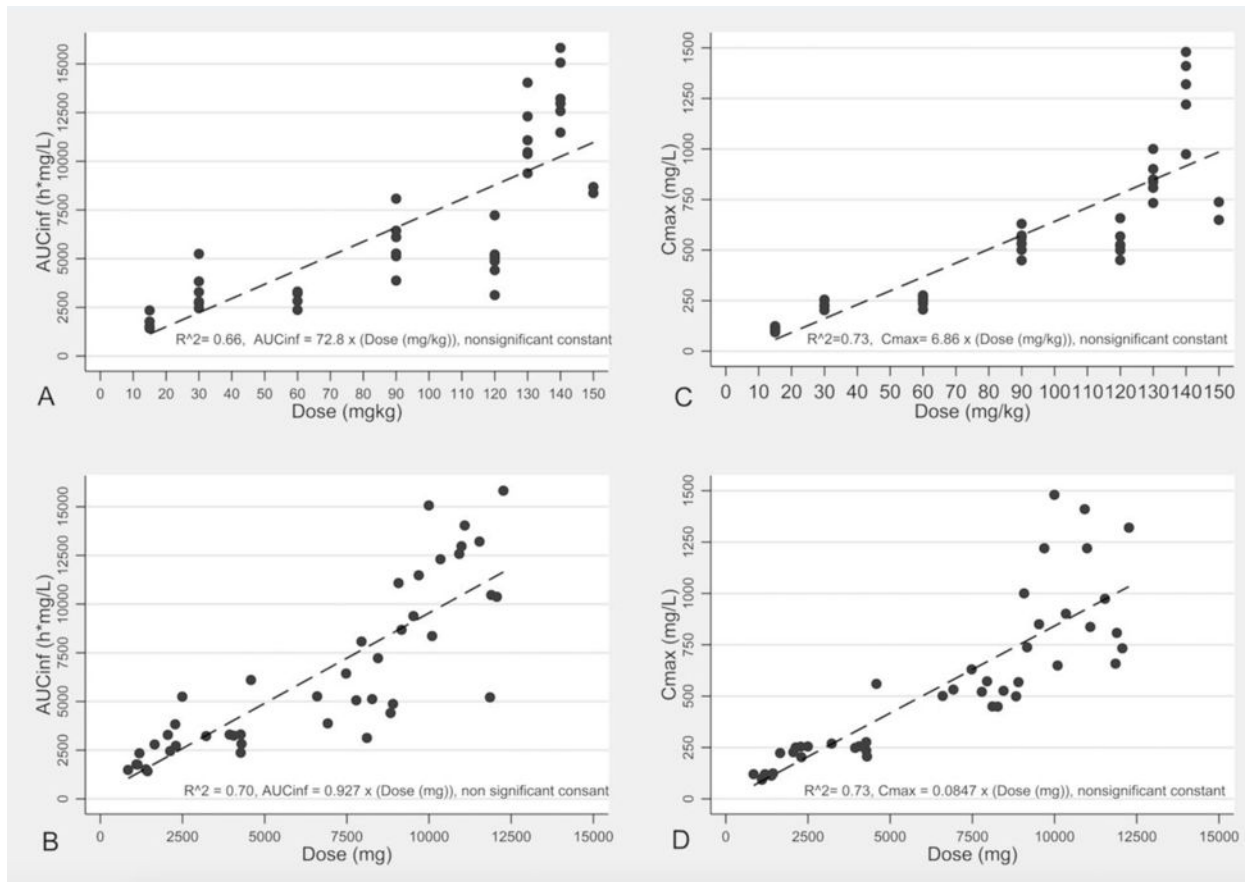 AUCinf (h*mg/L)
15000
12500
10000
7500
5000
2500
0
R^2= 0.66, AUCinf = 72.8 x (Dose (mg/kg)), nonsignificant constant
0 10 20 30 40 50 60 70 80 90 100 110 120 130 140 150
Dose (mgkg)
A
Cmax (mg/L)
1500
1250
1000
750
500
250
0
R^2=0.73, Cmax= 6.86 x (Dose (mg/kg)), nonsignificant constant
0 10 20 30 40 50 60 70 80 90 100 120 130 140 150
Dose (mg/kg)
C
AUCinf (h*mg/L)
15000
12500
10000
7500
5000
2500
0
R^2 = 0.70, AUCinf = 0.927 x (Dose (mg)), non significant consant
0 2500 5000 7500 10000 12500 15000
Dose (mg)
B
Cmax (mg/L)
1500
1250
1000
750
500
250
0
R^2= 0.73, Cmax = 0.0847 x (Dose (mg)), nonsignificant constant
0 2500 5000 7500 10000 12500 15000
Dose (mg)
D